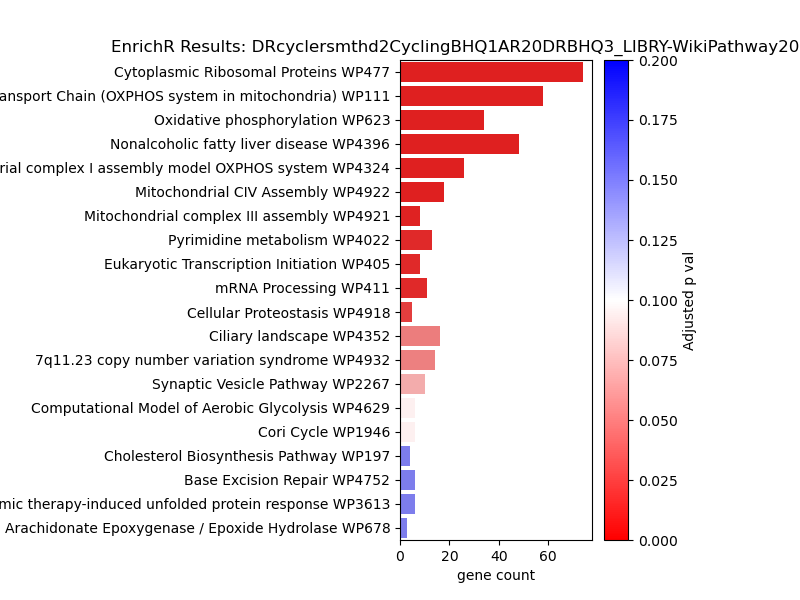 EnrichR Results: DRcyclersmthd2CyclingBHQ1AR20DRBHQ3_LIBRY-WikiPathway20
Cytoplasmic Ribosomal Proteins WP477
ansport Chain (OXPHOS system in mitochondria) WP111
Oxidative phosphorylation WP623
Nonalcoholic fatty liver disease WP4396
rial complex I assembly model OXPHOS system WP4324
Mitochondrial CIV Assembly WP4922
Mitochondrial complex III assembly WP4921
Pyrimidine metabolism WP4022
Eukaryotic Transcription Initiation WP405
mRNA Processing WP411
Cellular Proteostasis WP4918
Ciliary landscape WP4352
7q11.23 copy number variation syndrome WP4932
Synaptic Vesicle Pathway WP2267
Computational Model of Aerobic Glycolysis WP4629
Cori Cycle WP1946
Cholesterol Biosynthesis Pathway WP197
Base Excision Repair WP4752
mic therapy-induced unfolded protein response WP3613
Arachidonate Epoxygenase / Epoxide Hydrolase WP678
0 20 40 60
gene count
0.200
0.175
0.150
0.125
0.100
0.075
0.050
0.025
0.000
Adjusted p val